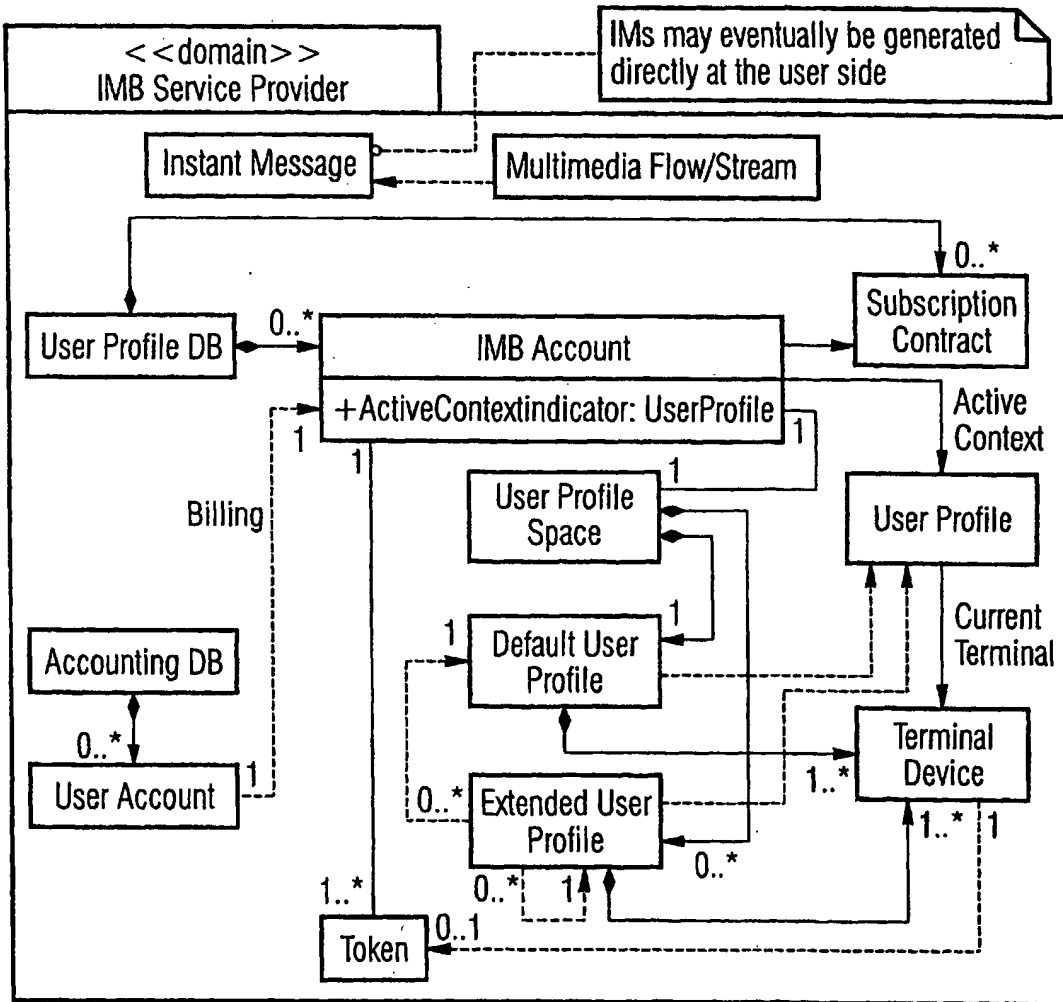 <<domain>>
IMB Service Provider
IMs may eventually be generated
directly at the user side
Instant Message
Multimedia Flow/Stream
0..*
Subscription
Contract
User Profile DB
0..*
IMB Account
+ActiveContextindicator: UserProfile
1
1
1
Active
Context
Billing
User Profile
Space
1
User Profile
Current
Terminal
Accounting DB
0..*
User Account
1
1
Default User
Profile
1
Terminal
Device
1..*
1..*
1
0..*
Extended User
Profile
0..*
0..*
1
1..*
Token
0..1